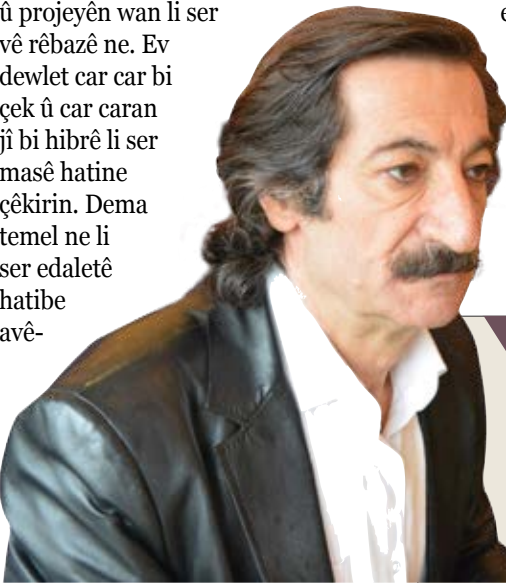 û projeyên wan li ser
vê rêbazê ne. Ev
dewlet car car bi
çek û car caran
jî bi hibrê li ser
masê hatine
çêkirin. Dema
temel ne li
ser edaletê
hatibe
avê-
e